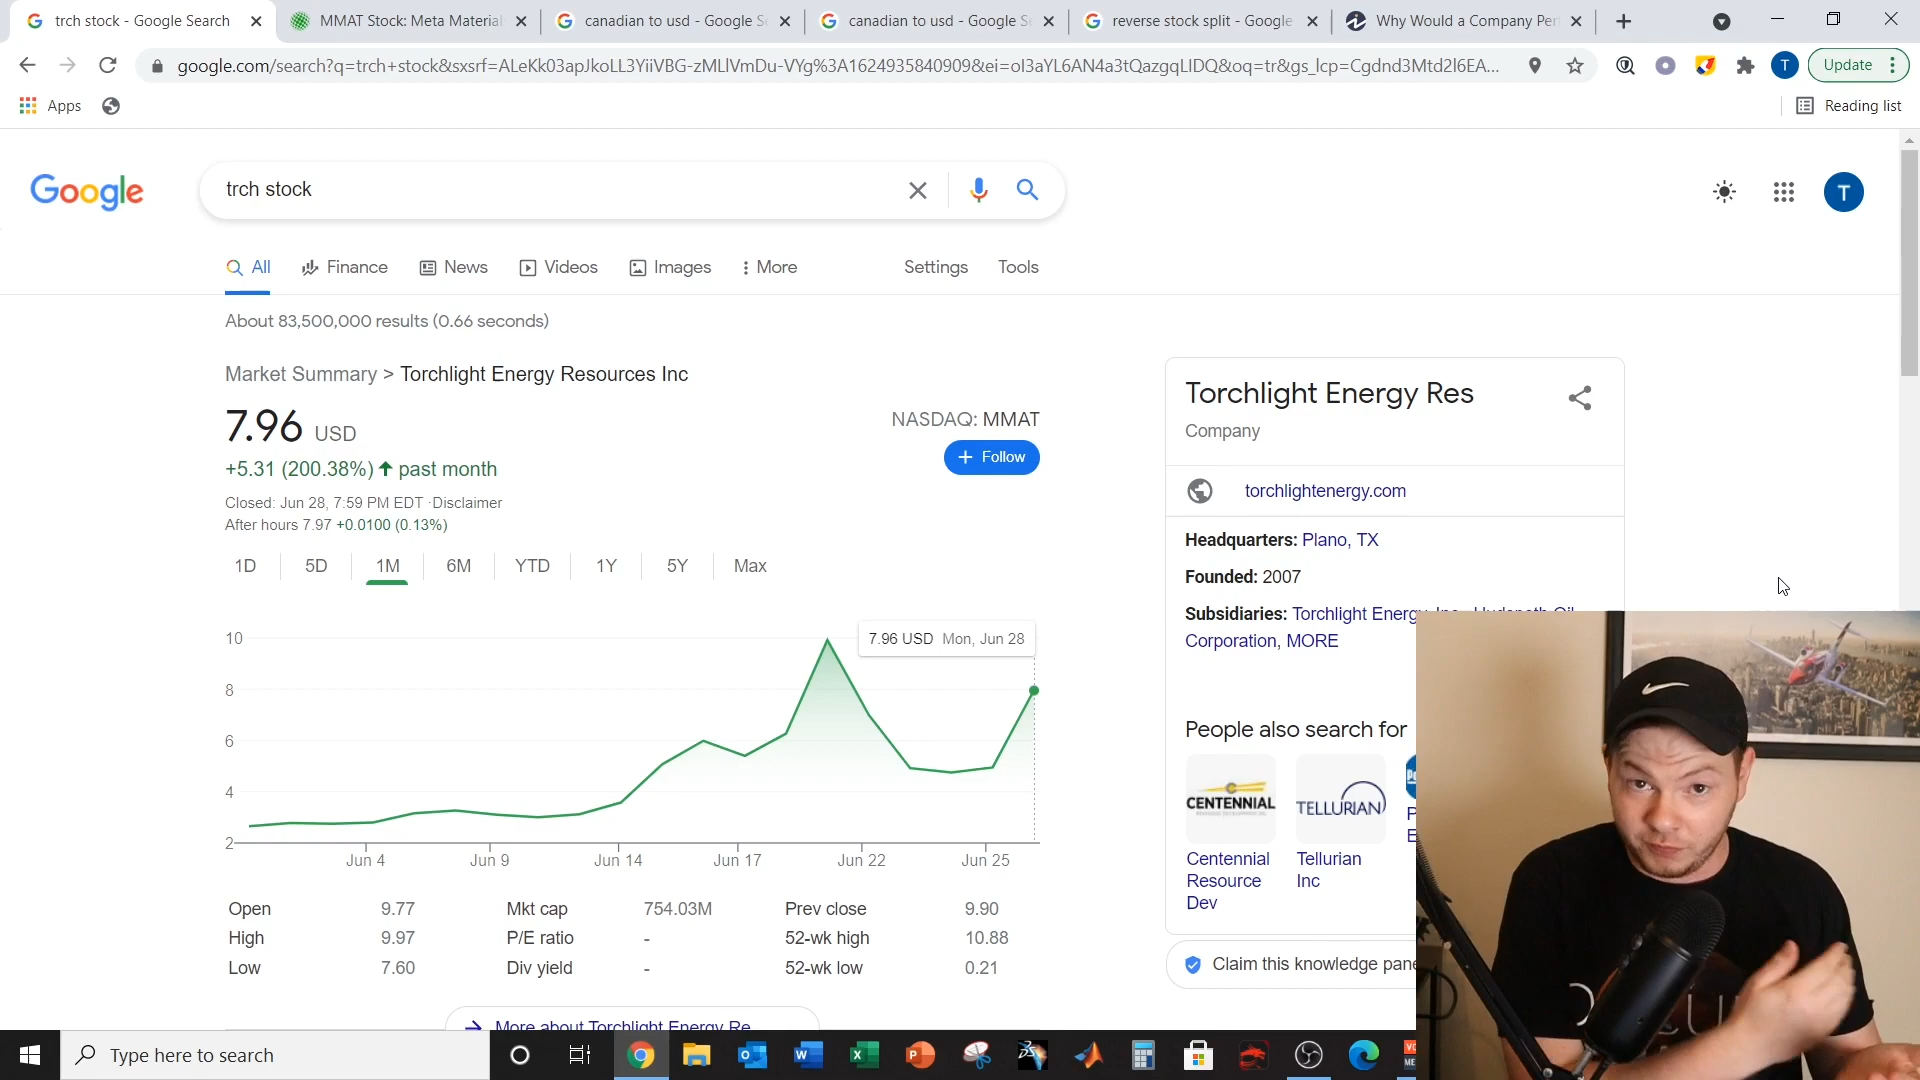 trch stock - Google Search
MMAT Stock: Meta Material
canadian to usd - Google S
canadian to usd - Google S
reverse stock split - Google
Why Would a Company Per
google.com/search?q=trch+stock&sxsrf=ALeKk03apJkoLL3YiiVBG-zMLlVmDu-VYg%3A1624935840909&ei=oI3aYL6AN4a3tQazgqLIDQ&oq=tr&gs_lcp=Cgdnd3Mtd2l6EA...
T
Update
Apps
Reading list
Google
trch stock
T
All
Finance
News
Videos
Images
More
Settings
Tools
About 83,500,000 results (0.66 seconds)
Market Summary > Torchlight Energy Resources Inc
7.96 USD
NASDAQ: MMAT
+5.31 (200.38%) past month
+ Follow
Closed: Jun 28, 7:59 PM EDT ·Disclaimer
After hours 7.97 +0.0100 (0.13%)
1D 5D 1M 6M YTD 1Y 5Y Max
7.96 USD Mon, Jun 28
10
8
6
4
2
Jun 4 Jun 9 Jun 14 Jun 17 Jun 22 Jun 25
Open 9.77 Mkt cap 754.03M Prev close 9.90
High 9.97 P/E ratio - 52-wk high 10.88
Low 7.60 Div yield - 52-wk low 0.21
More about Torchlight Energy Re
Torchlight Energy Res
Company
torchlightenergy.com
Headquarters: Plano, TX
Founded: 2007
Subsidiaries: Torchlight Energy Inc., Hudspeth Oil
Corporation, MORE
People also search for
CENTENNIAL
TELLURIAN
Centennial
Resource
Dev
Tellurian
Inc
P
E
Claim this knowledge pane
Type here to search